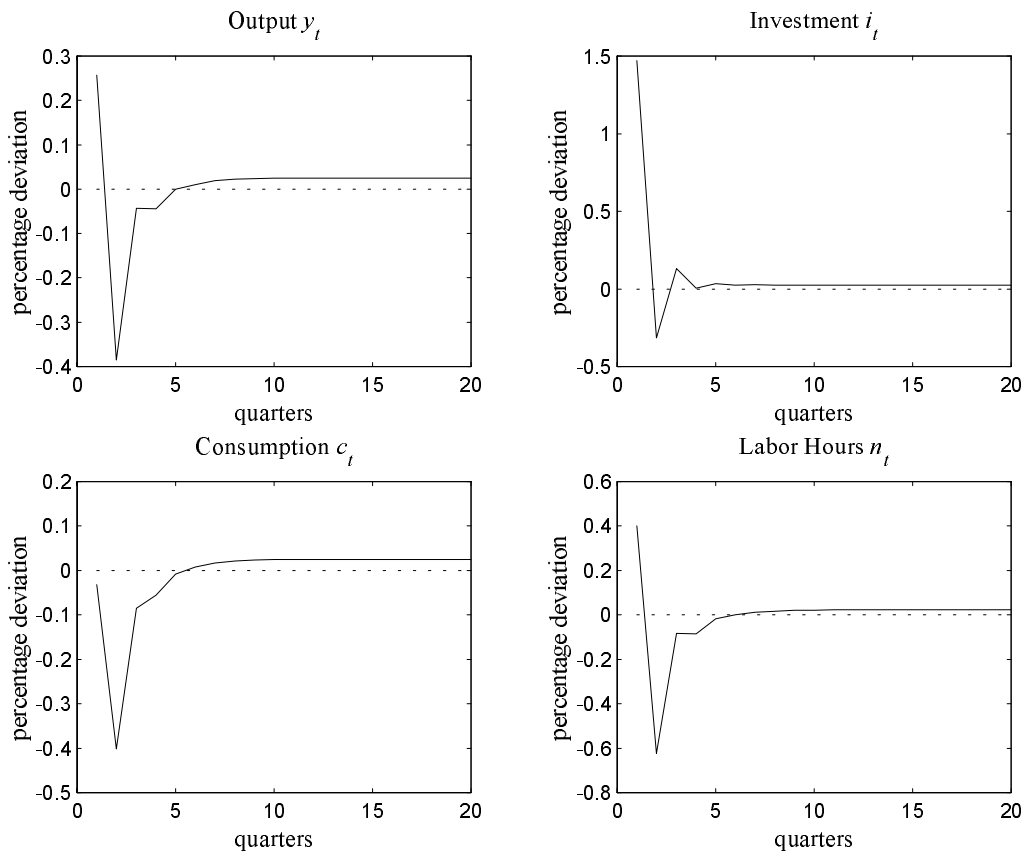 Output y_t
percentage deviation
0.3
0.2
0.1
0
-0.1
-0.2
-0.3
-0.4
0 5 10 15 20
quarters
Investment i_t
percentage deviation
1.5
1
0.5
0
-0.5
0 5 10 15 20
quarters
Consumption c_t
percentage deviation
0.2
0.1
0
-0.1
-0.2
-0.3
-0.4
-0.5
0 5 10 15 20
quarters
Labor Hours n_t
percentage deviation
0.6
0.4
0.2
0
-0.2
-0.4
-0.6
-0.8
0 5 10 15 20
quarters